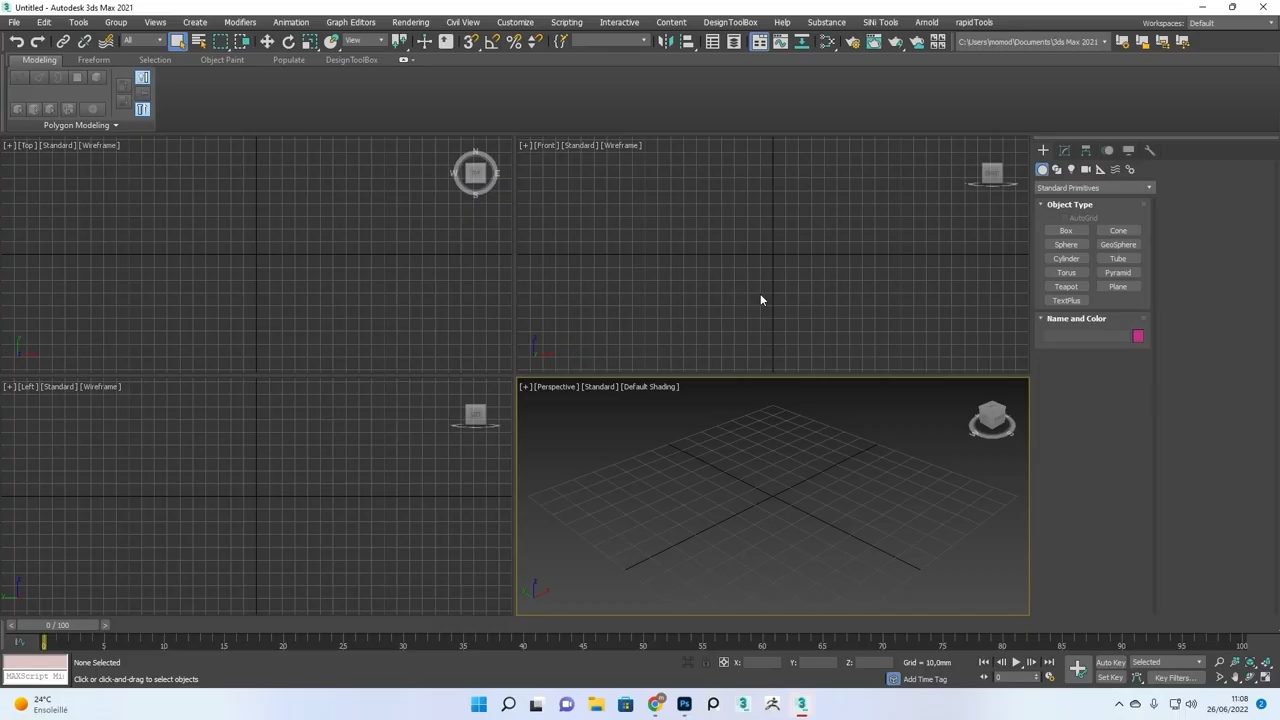 Untitled - Autodesk 3ds Max 2021
File Edit Tools Group Views Create Modifiers Animation Graph Editors Rendering Civil View Customize Scripting Interactive Content DesignToolBox Help Substance SiNi Tools Arnold rapidTools
Workspaces: Default
All View C:\Users\momod\Documents\3ds Max 2021
Modeling Freeform Selection Object Paint Populate DesignToolBox
Polygon Modeling
[+] [Top] [Standard] [Wireframe]
N
W E
S
[+] [Front] [Standard] [Wireframe]
Standard Primitives
Object Type
AutoGrid
Box Cone
Sphere GeoSphere
Cylinder Tube
Torus Pyramid
Teapot Plane
TextPlus
Name and Color
[+] [Left] [Standard] [Wireframe]
[+] [Perspective] [Standard] [Default Shading]
< 0 / 100 >
0 5 10 15 20 25 30 35 40 45 50 55 60 65 70 75 80 85 90 95 100
None Selected X: Y: Z: Grid = 10,0mm Auto Key Selected
MAXScript Mi: Click or click-and-drag to select objects Add Time Tag 0 Set Key Key Filters...
24°C
Ensoleillé
11:08
26/06/2022